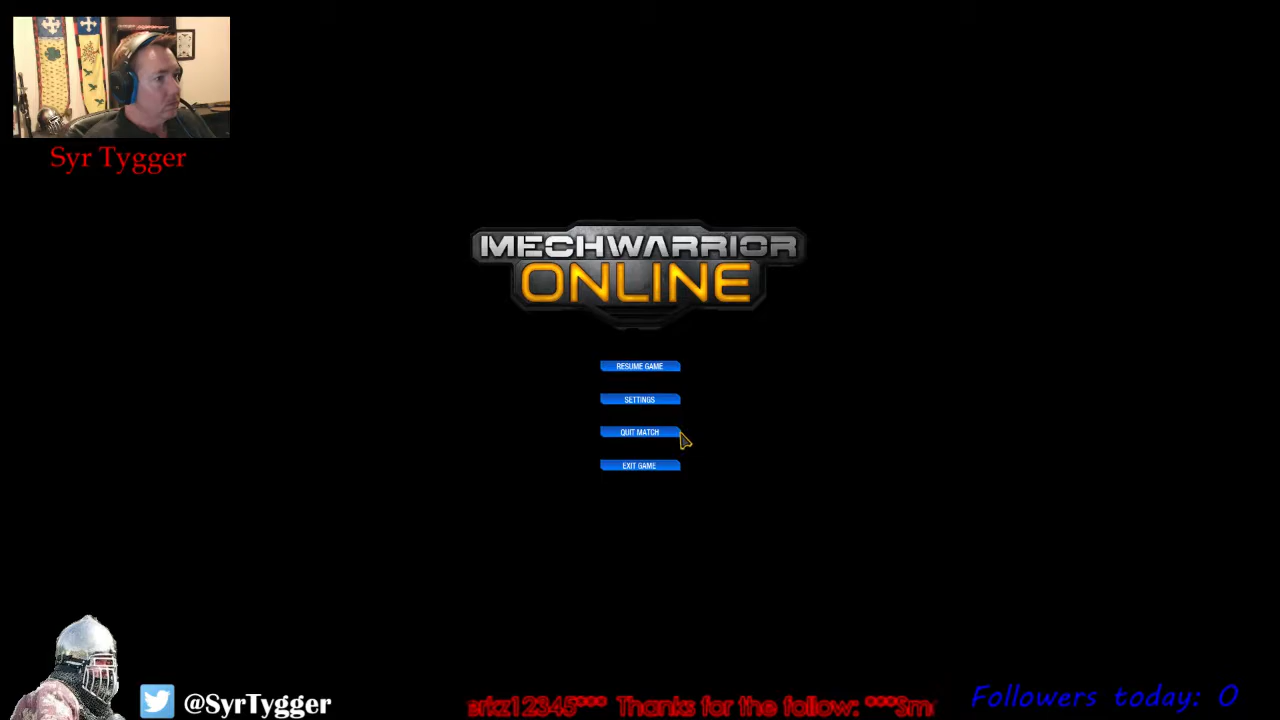 Syr Tygger
MECHWARRIOR
ONLINE
RESUME GAME
SETTINGS
QUIT MATCH
EXIT GAME
@SyrTygger
Thanks for the follow:
Followers today: 0